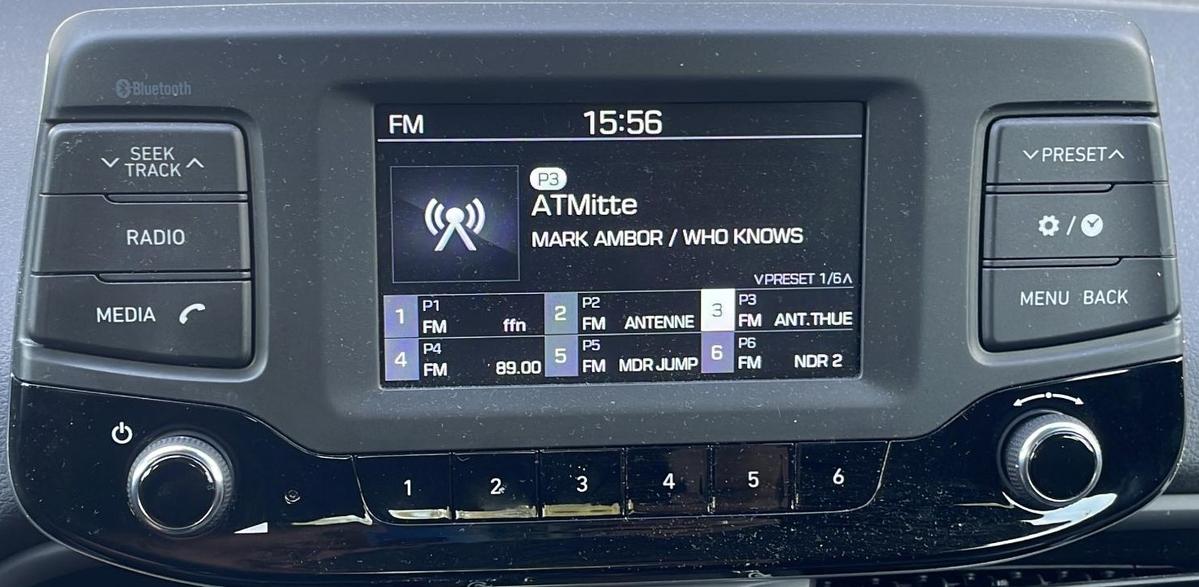 Bluetooth
SEEK
TRACK
RADIO
MEDIA
FM 15:56
P3
ATMitte
MARK AMBOR / WHO KNOWS
PRESET 1/6
1 P1 FM ffn
2 P2 FM ANTENNE
3 P3 FM ANT.THUE
4 P4 FM 89.00
5 P5 FM MDR JUMP
6 P6 FM NDR 2
PRESET
/
MENU BACK
1 2 3 4 5 6